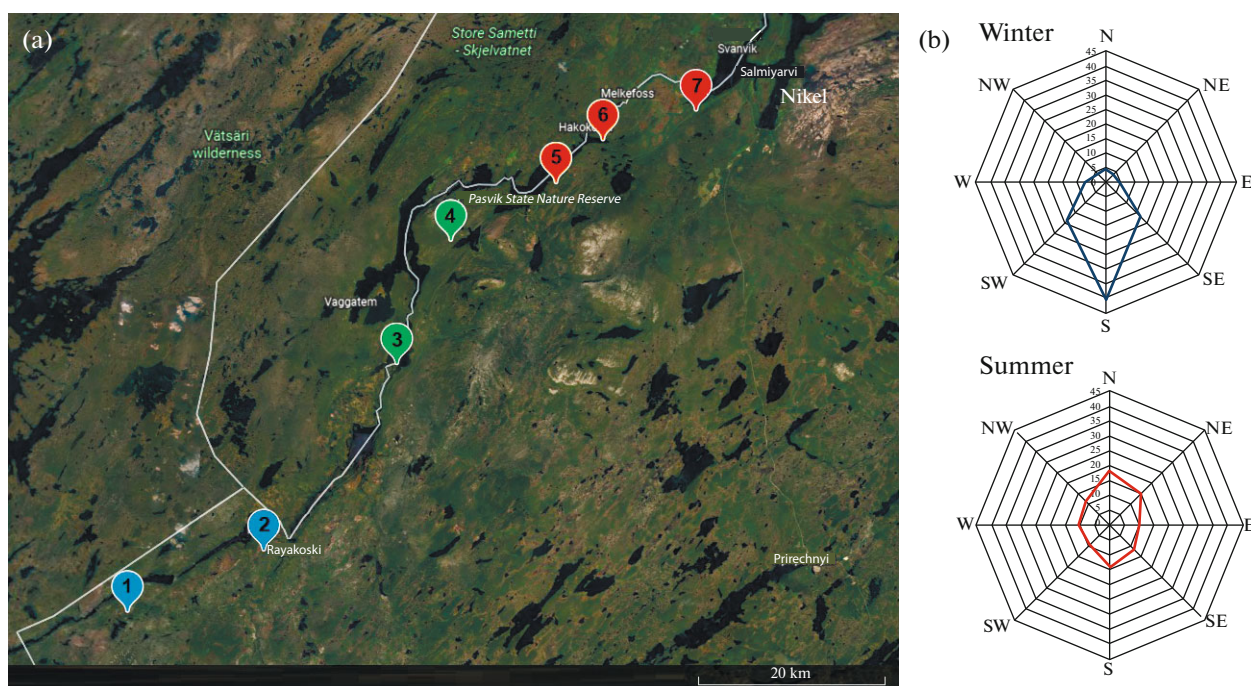 (a)
Store Sametti
- Skjelvatnet
Vätsäri
wilderness
Svanvik
Salmiyarvi
Nikel
Melkefoss
7
6
5
Pasvik State Nature Reserve
4
Vaggatem
3
2
Rayakoski
1
Prirechnyi
20 km
(b)
Winter
N
NE
E
SE
S
SW
W
NW
45
40
35
30
25
20
15
10
5
Summer
N
NE
E
SE
S
SW
W
NW
45
40
35
30
25
20
15
10
5